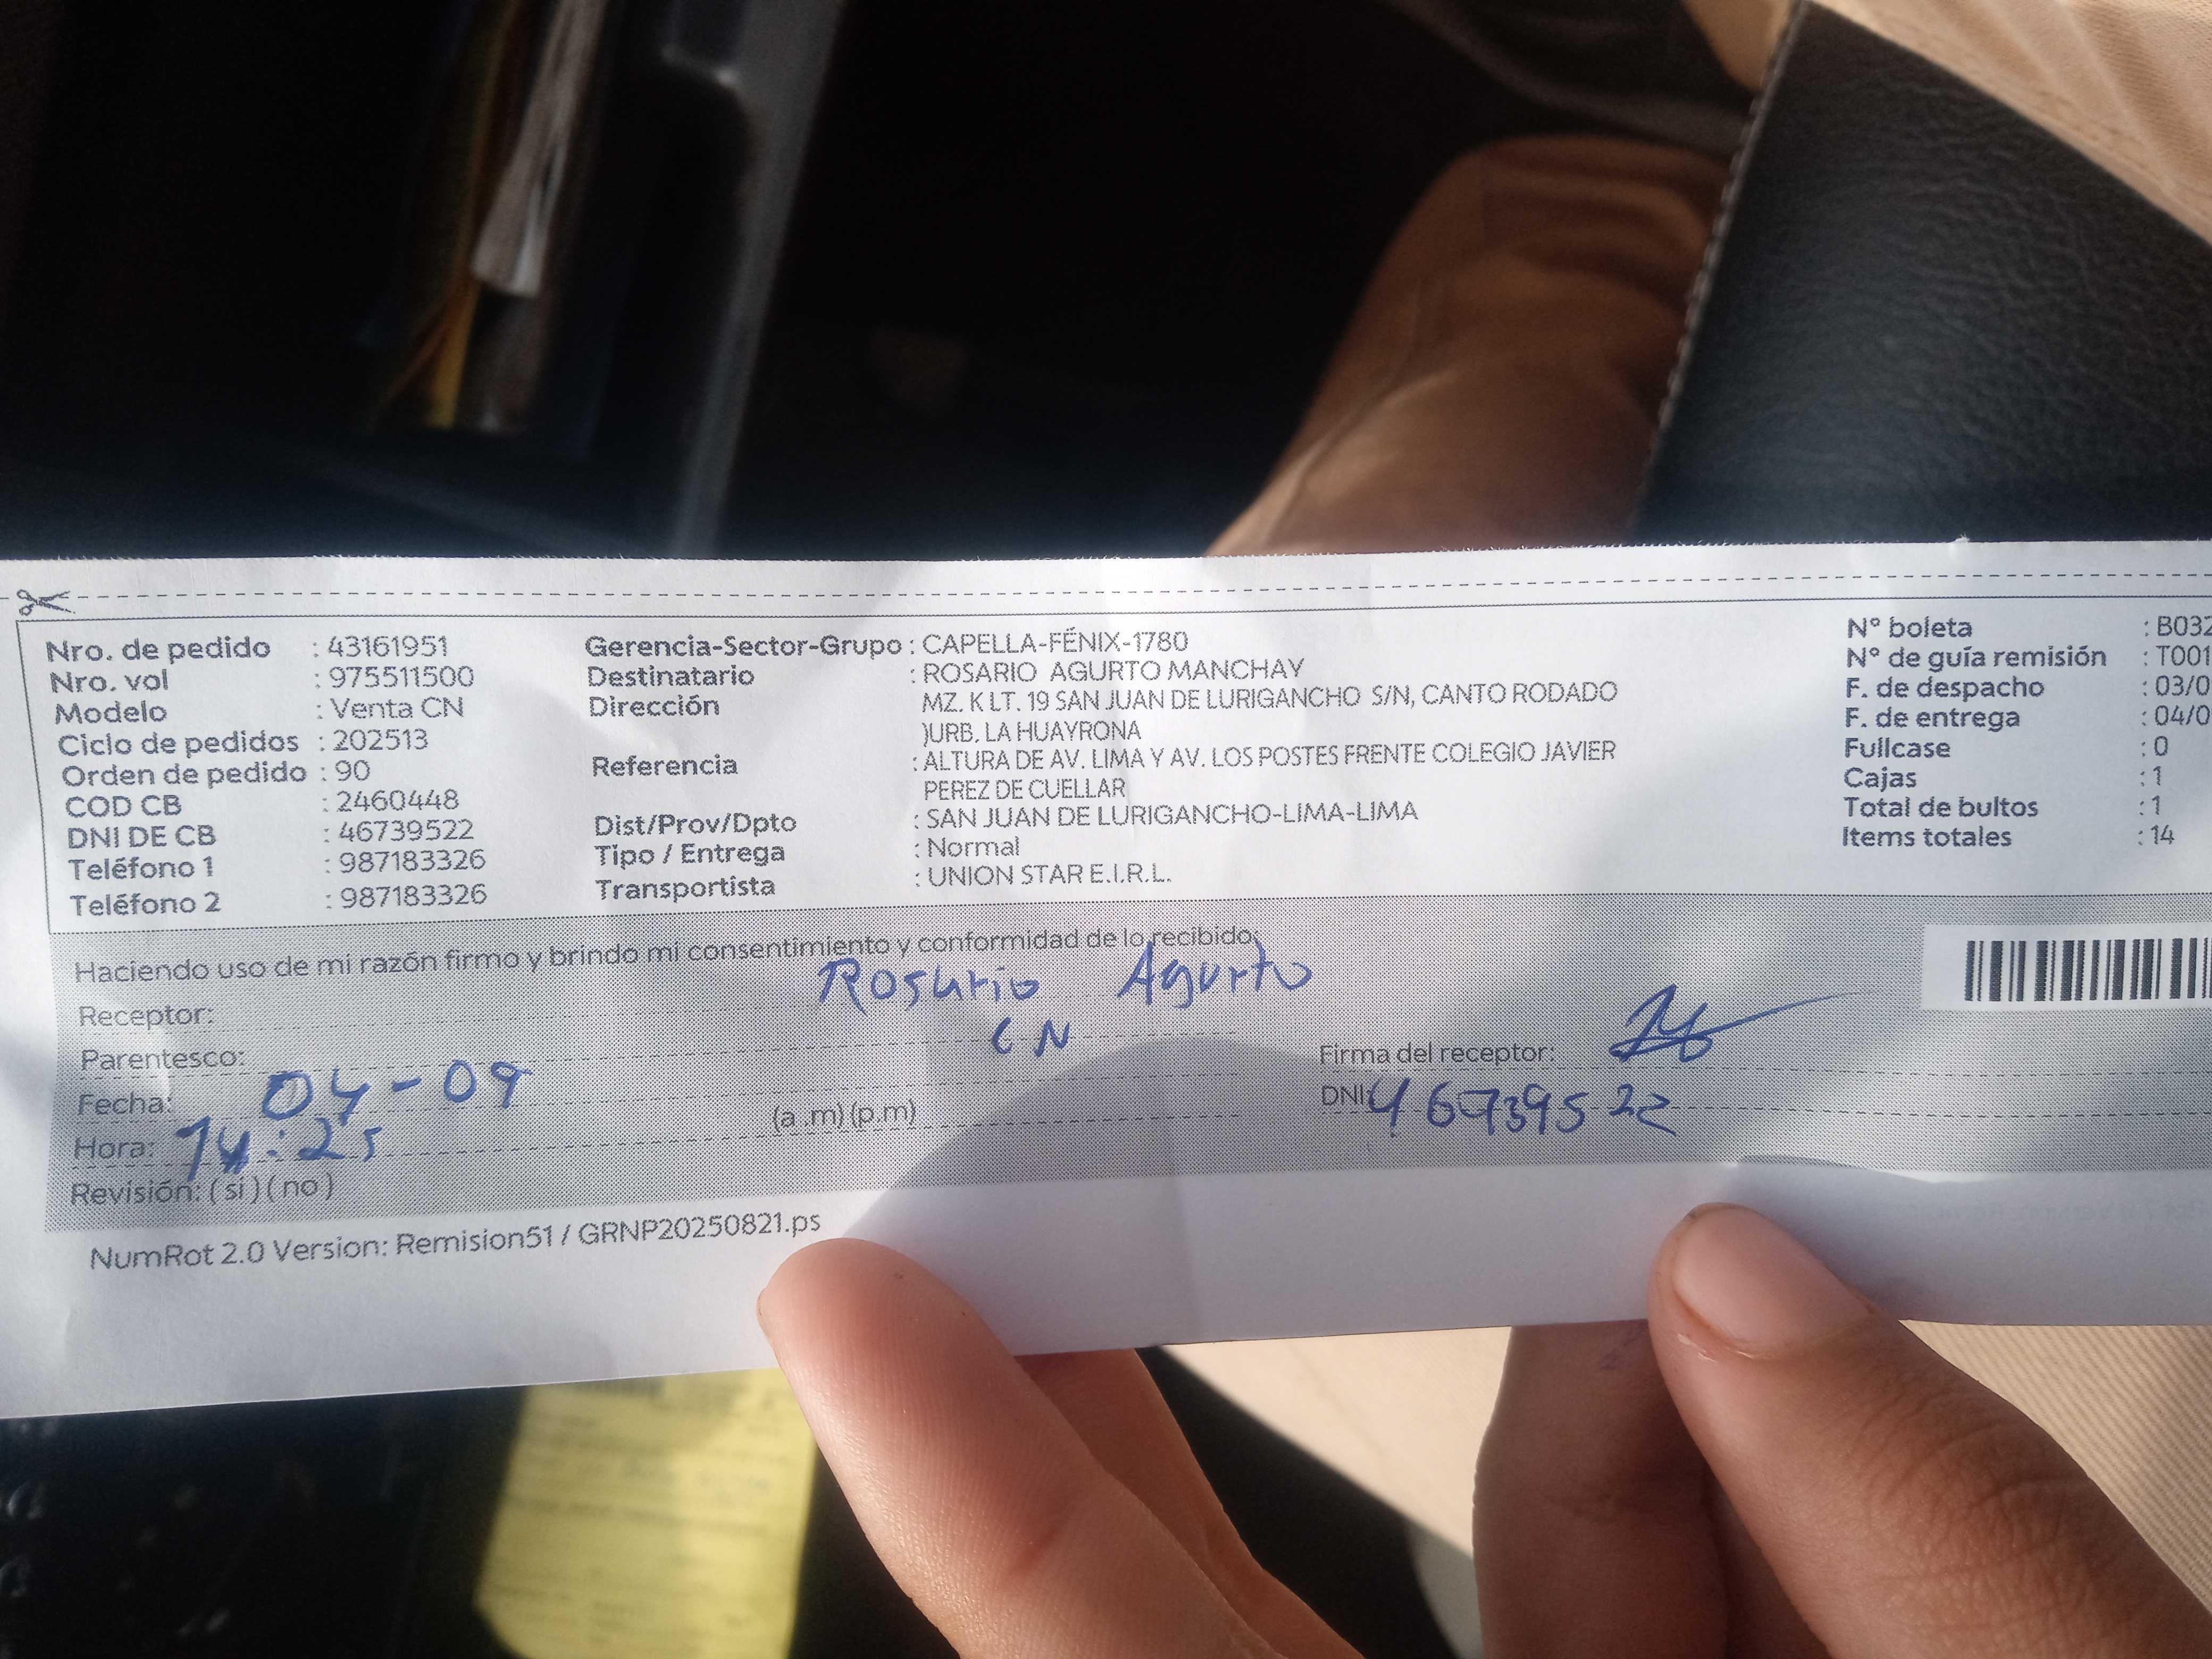 Nro. de pedido : 43161951
Nro. vol : 975511500
Modelo : Venta CN
Ciclo de pedidos : 202513
Orden de pedido : 90
COD CB : 2460448
DNI DE CB : 46739522
Teléfono 1 : 987183326
Teléfono 2 : 987183326
Gerencia-Sector-Grupo : CAPELLA-FÉNIX-1780
Destinatario : ROSARIO AGURTO MANCHAY
Dirección MZ. K LT. 19 SAN JUAN DE LURIGANCHO S/N, CANTO RODADO
)URB. LA HUAYRONA
Referencia : ALTURA DE AV. LIMA Y AV. LOS POSTES FRENTE COLEGIO JAVIER
PEREZ DE CUELLAR
Dist/Prov/Dpto : SAN JUAN DE LURIGANCHO-LIMA-LIMA
Tipo / Entrega : Normal
Transportista : UNION STAR E.I.R.L.
N° boleta : B032
N° de guía remisión : T001
F. de despacho : 03/0
F. de entrega : 04/0
Fullcase : 0
Cajas : 1
Total de bultos : 1
Items totales : 14
Haciendo uso de mi razón firmo y brindo mi consentimiento y conformidad de lo recibido:
Receptor: Rosario Agurto
Parentesco: CN
Fecha: 04-09
Hora: 14:25 (a.m) (p.m)
Revisión: (si) (no)
Firma del receptor:
DNI: 46739522
NumRot 2.0 Version: Remision51 / GRNP20250821.ps